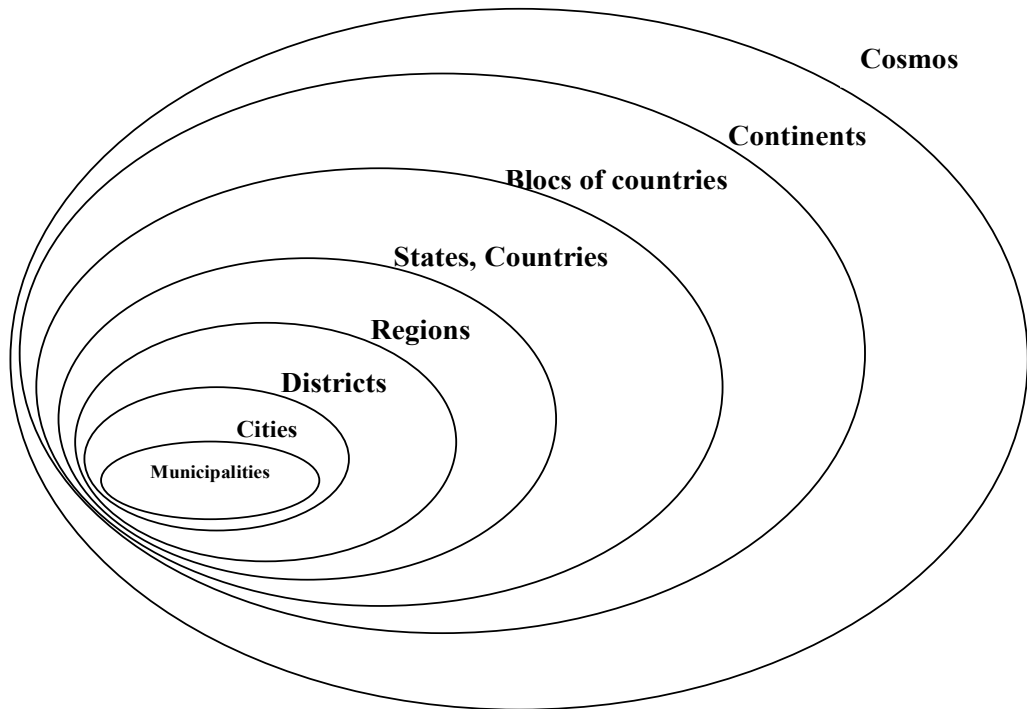 Cosmos
Continents
Blocs of countries
States, Countries
Regions
Districts
Cities
Municipalities